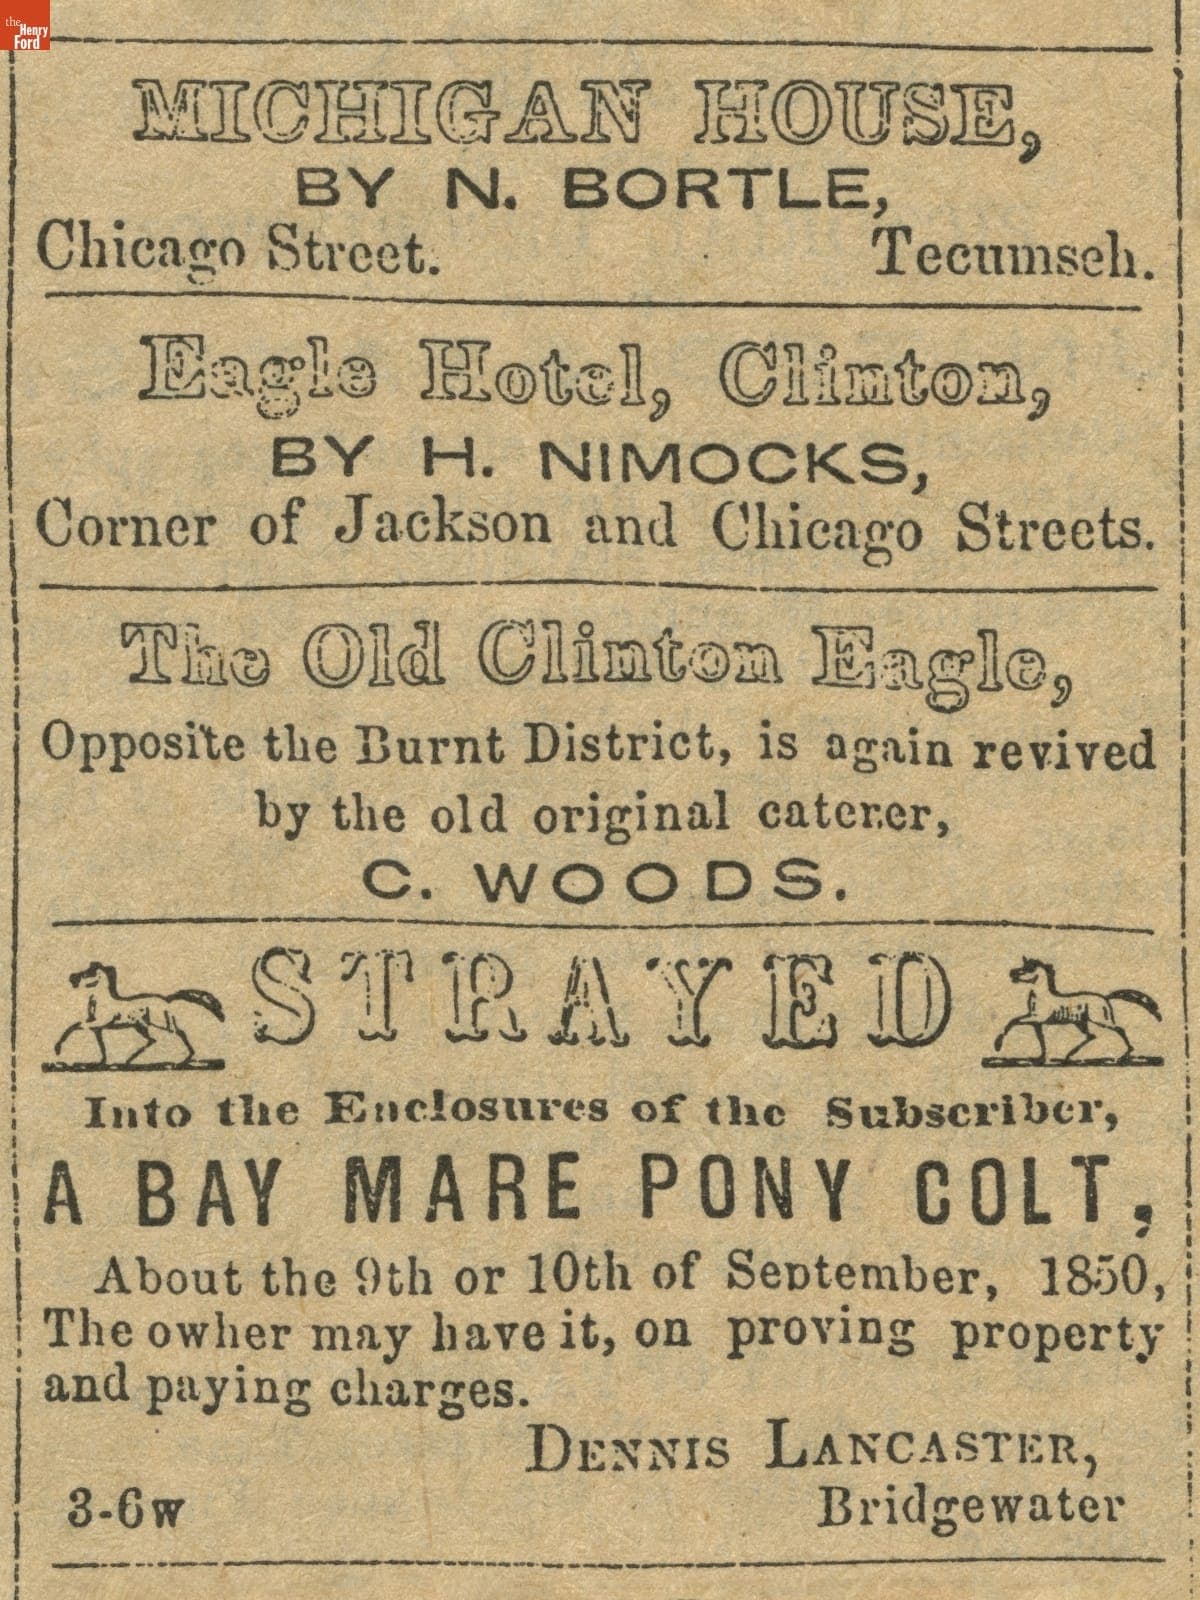 the
Henry
Ford
MICHIGAN HOUSE,
BY N. BORTLE,
Chicago Street. Tecumseh.
Eagle Hotel, Clinton,
BY H. NIMOCKS,
Corner of Jackson and Chicago Streets.
The Old Clinton Eagle,
Opposite the Burnt District, is again revived
by the old original caterer,
C. WOODS.
STRAYED
Into the Enclosures of the Subscriber,
A BAY MARE PONY COLT,
About the 9th or 10th of September, 1850,
The owher may have it, on proving property
and paying charges.
DENNIS LANCASTER,
3-6w Bridgewater